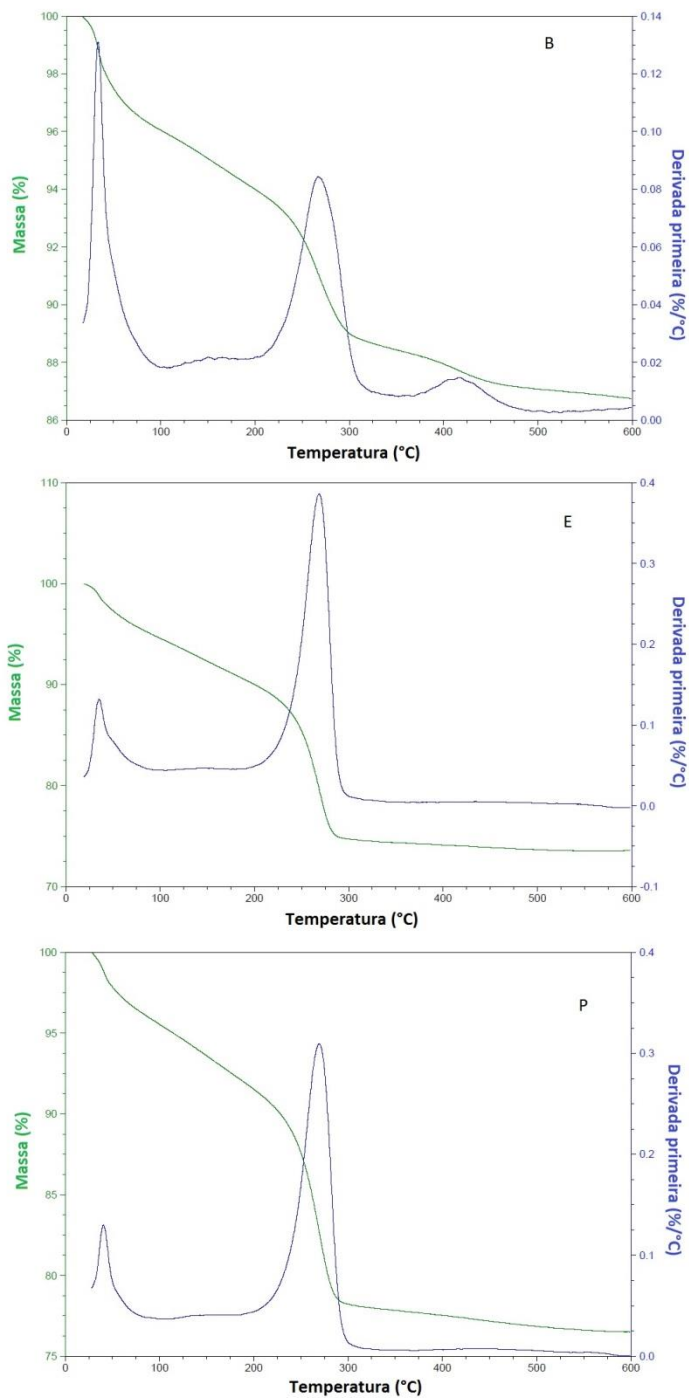 B
Massa (%)
100
98
96
94
92
90
88
86
0.14
0.12
0.10
0.08
0.06
0.04
0.02
0.00
Derivada primeira (%/°C)
0 100 200 300 400 500 600
Temperatura (°C)
E
Massa (%)
110
100
90
80
70
0.4
0.3
0.2
0.1
0.0
-0.1
Derivada primeira (%/°C)
0 100 200 300 400 500 600
Temperatura (°C)
P
Massa (%)
100
95
90
85
80
75
0.4
0.3
0.2
0.1
0.0
Derivada primeira (%/°C)
0 100 200 300 400 500 600
Temperatura (°C)